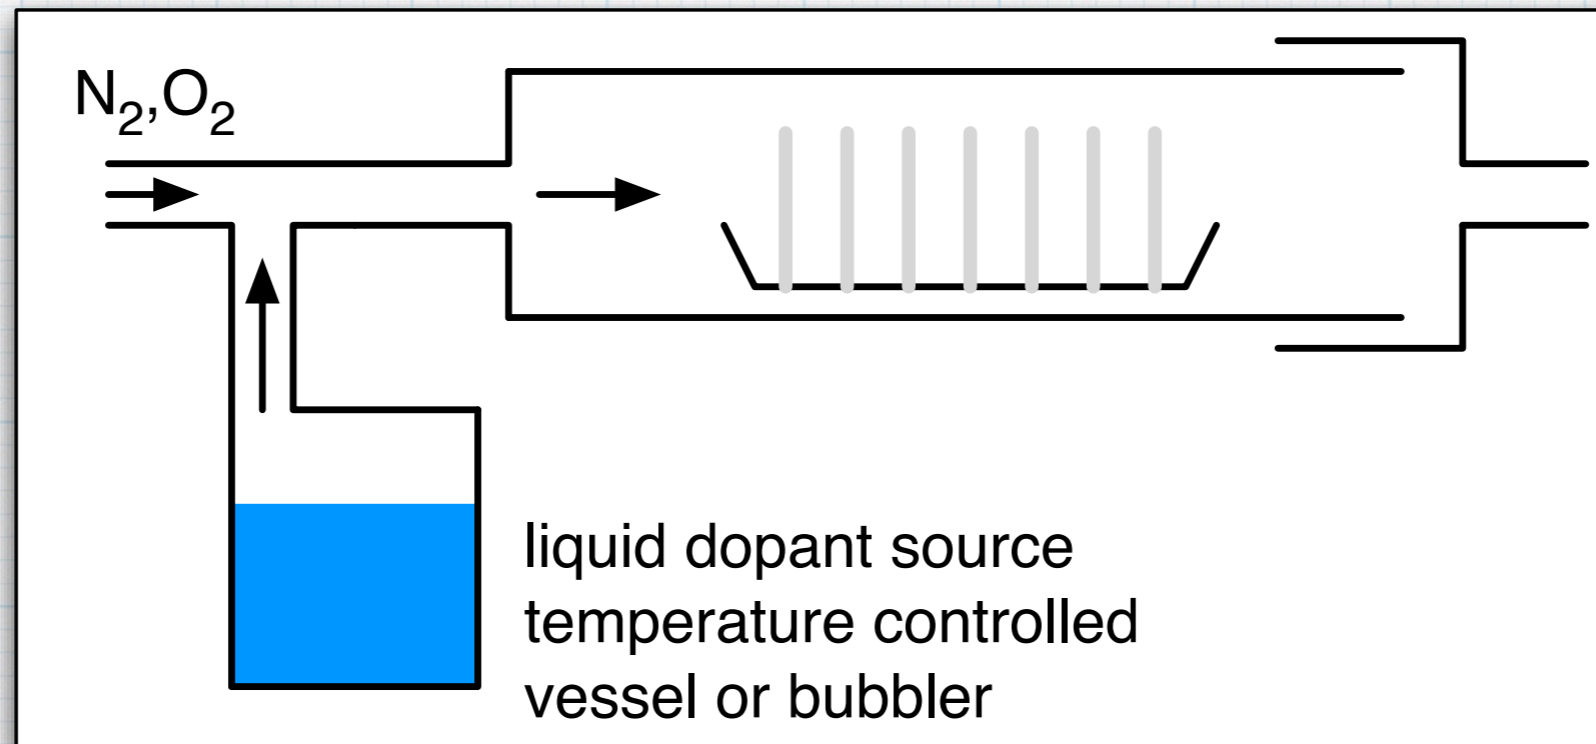 N₂,O₂
liquid dopant source
temperature controlled
vessel or bubbler